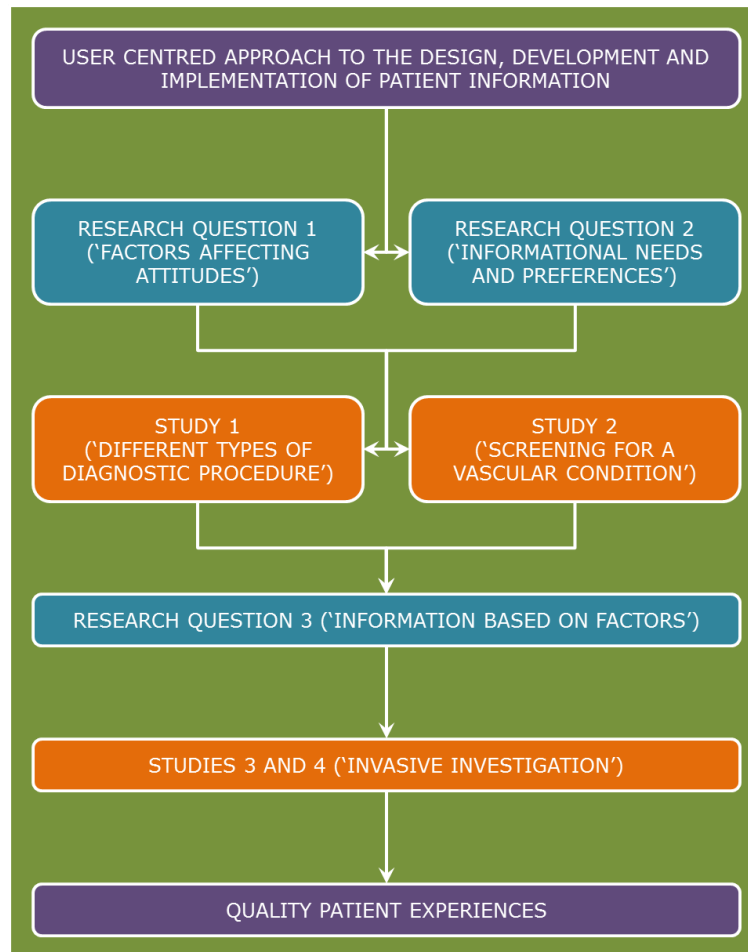 USER CENTRED APPROACH TO THE DESIGN, DEVELOPMENT AND
IMPLEMENTATION OF PATIENT INFORMATION
RESEARCH QUESTION 1
(‘FACTORS AFFECTING
ATTITUDES’)
RESEARCH QUESTION 2
(‘INFORMATIONAL NEEDS
AND PREFERENCES’)
STUDY 1
(‘DIFFERENT TYPES OF
DIAGNOSTIC PROCEDURE’)
STUDY 2
(‘SCREENING FOR A
VASCULAR CONDITION’)
RESEARCH QUESTION 3 (‘INFORMATION BASED ON FACTORS’)
STUDIES 3 AND 4 (‘INVASIVE INVESTIGATION’)
QUALITY PATIENT EXPERIENCES